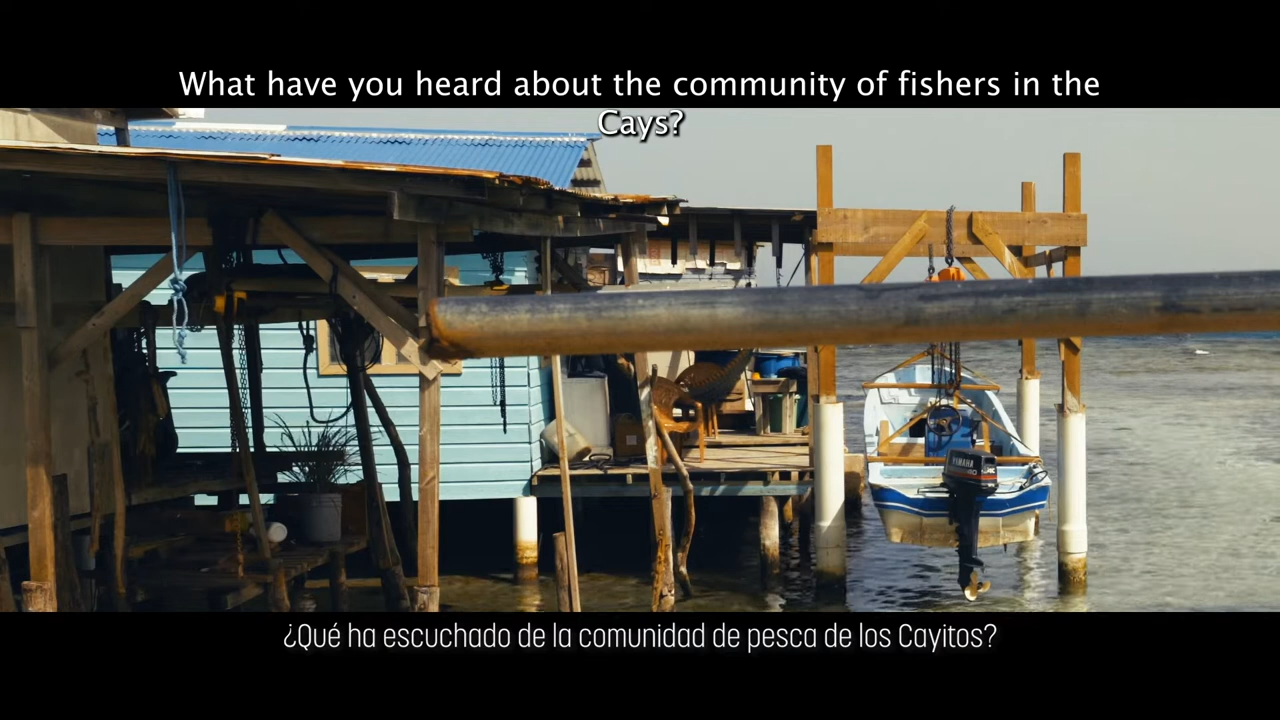 What have you heard about the community of fishers in the
Cays?
YAMAHA
¿Qué ha escuchado de la comunidad de pesca de los Cayitos?